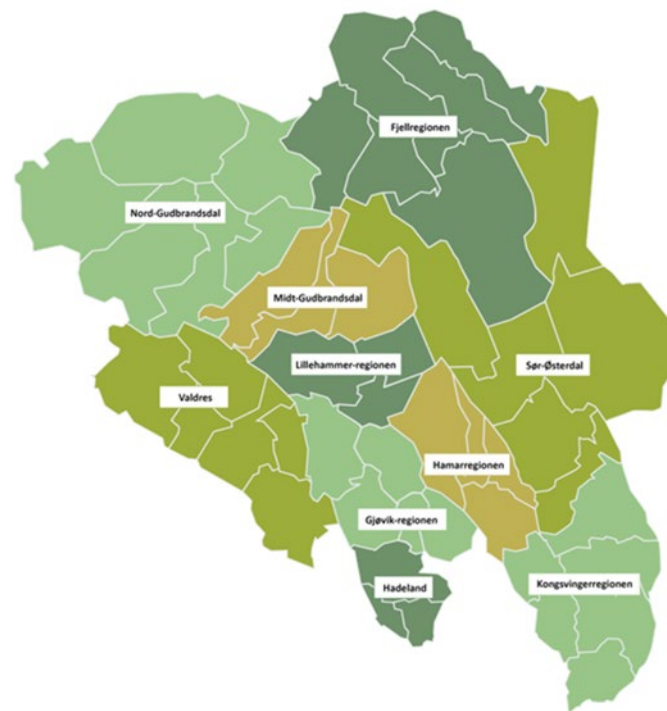 Fjellregionen
Nord-Gudbrandsdal
Midt-Gudbrandsdal
Lillehammer-regionen
Sør-Østerdal
Valdres
Hamarregionen
Gjøvik-regionen
Hadeland
Kongsvingerregionen